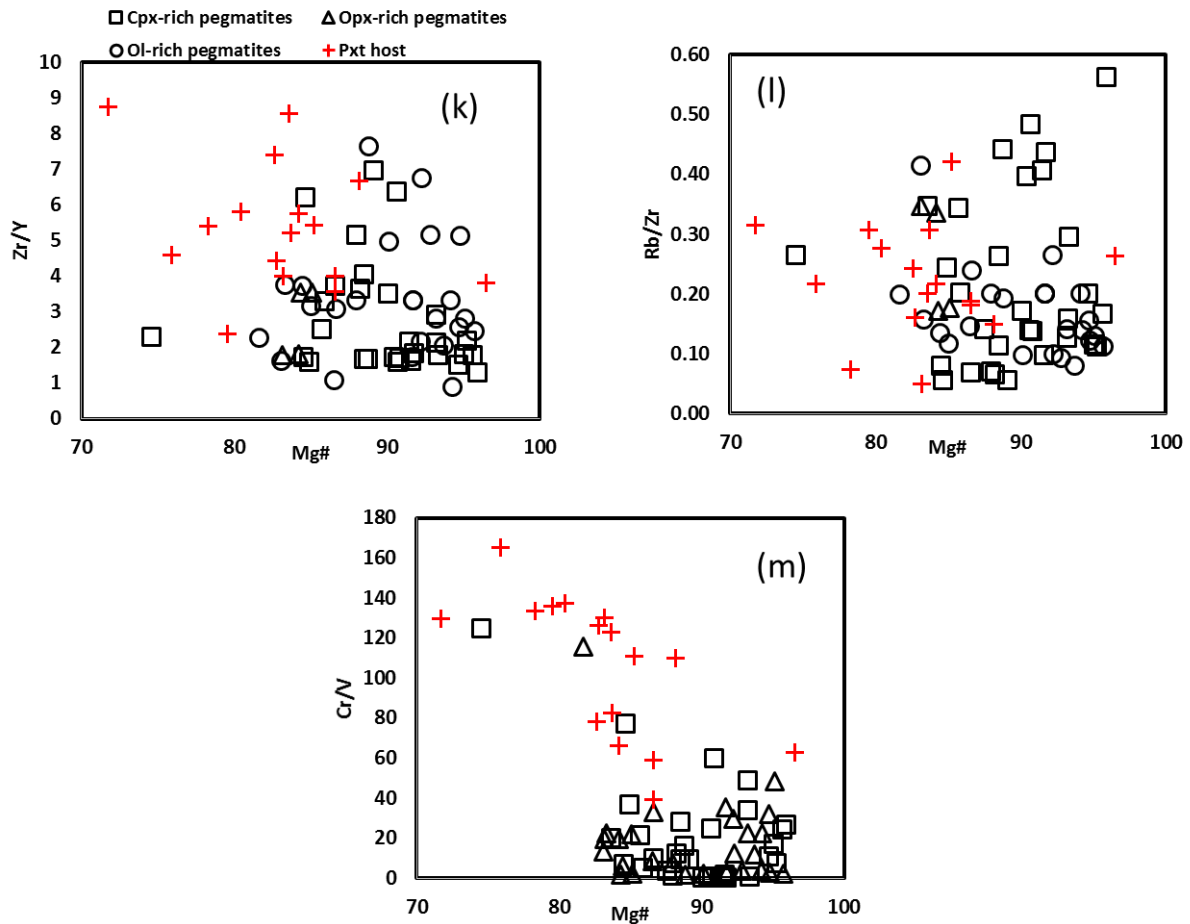 Cpx-rich pegmatites Opx-rich pegmatites
Ol-rich pegmatites Pxt host
10
9
8
7
6
5
4
3
2
1
0
Zr/Y
(k)
70 80 90 100
Mg#
0.60
0.50
0.40
0.30
0.20
0.10
0.00
Rb/Zr
(l)
70 80 90 100
Mg#
180
160
140
120
100
80
60
40
20
0
Cr/V
(m)
70 80 90 100
Mg#